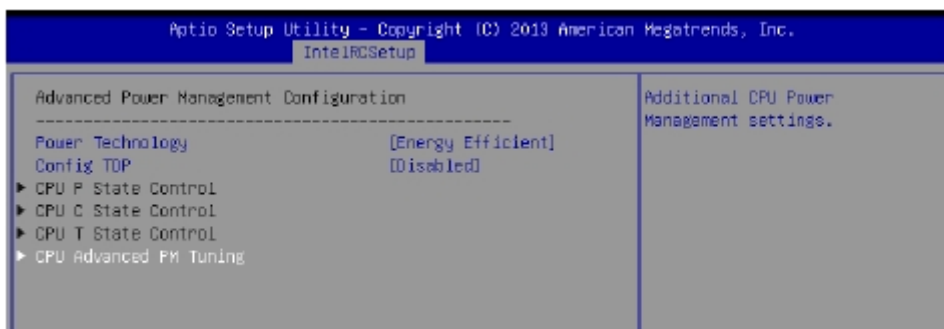 Aptio Setup Utility - Copyright (C) 2013 American Megatrends, Inc.
IntelRCSetup
Advanced Power Management Configuration
Additional CPU Power
Management settings.
------------------------------------------------
Power Technology [Energy Efficient]
Config TDP [Disabled]
▶ CPU P State Control
▶ CPU C State Control
▶ CPU T State Control
▶ CPU Advanced PM Tuning